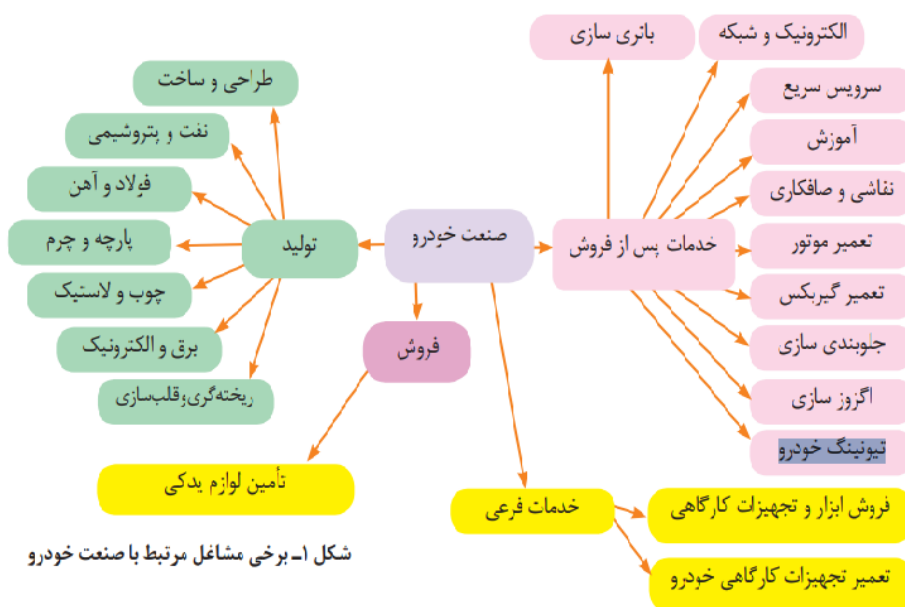 صنعت خودرو
خدمات پس از فروش
باتری سازی
الکترونیک و شبکه
سرویس سریع
آموزش
نفاشی و صافکاری
تعمیر موتور
تعمیر گیربکس
جلوبندی سازی
اگزوز سازی
تیونینگ خودرو
تولید
طراحی و ساخت
نفت و پتروشیمی
فولاد و آهن
پارچه و چرم
چوب و لاستیک
برق و الکترونیک
ریخته‌گری‌وقلب‌سازی
فروش
تأمین لوازم یدکی
خدمات فرعی
فروش ابزار و تجهیزات کارگاهی
تعمیر تجهیزات کارگاهی خودرو
شکل ۱ـ برخی مشاغل مرتبط با صنعت خودرو